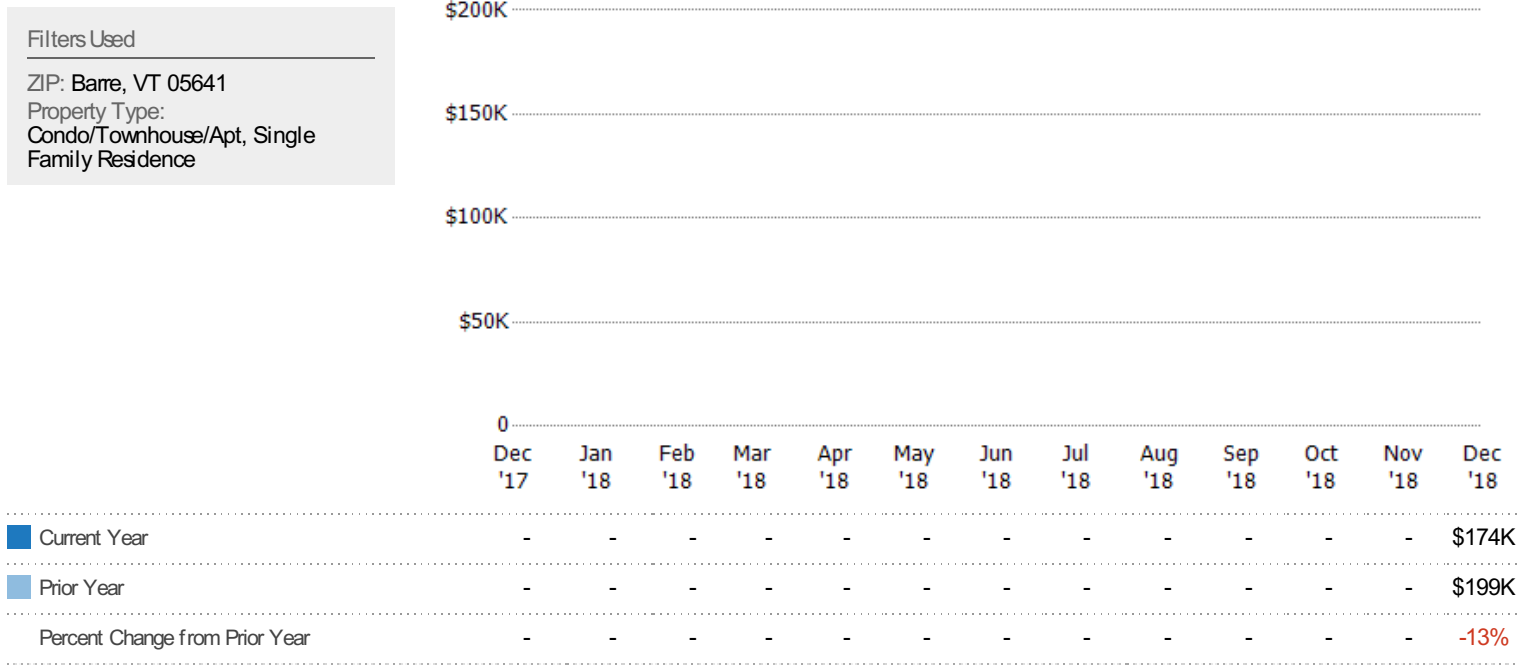 Filters Used
ZIP: Barre, VT 05641
Property Type:
Condo/Townhouse/Apt, Single
Family Residence
$200K
$150K
$100K
$50K
0
Dec Jan Feb Mar Apr May Jun Jul Aug Sep Oct Nov Dec
'17 '18 '18 '18 '18 '18 '18 '18 '18 '18 '18 '18 '18
Current Year - - - - - - - - - - - - $174K
Prior Year - - - - - - - - - - - - $199K
Percent Change from Prior Year - - - - - - - - - - - - -13%